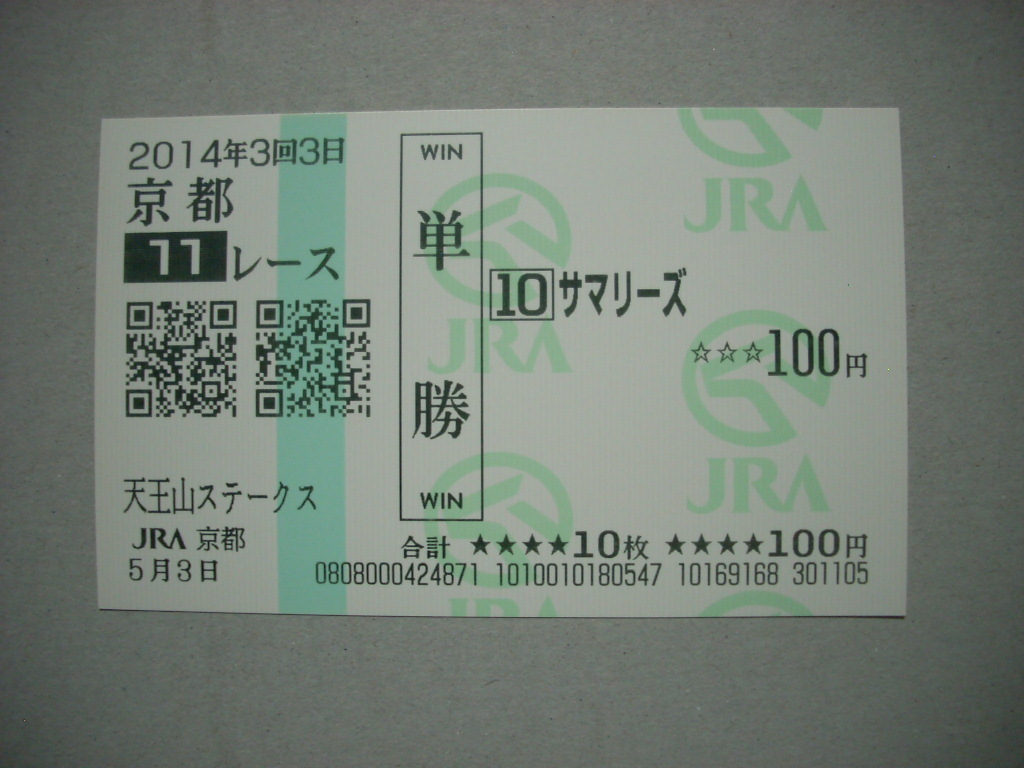 2014年3回3日
京都
11レース
天王山ステークス
JRA 京都
5月3日
WIN
単勝
WIN
10 サマリーズ
☆☆☆100円
合計 ★★★★10枚 ★★★★100円
0808000424871 1010010180547 10169168 301105
JRA
JRA
JRA
JRA